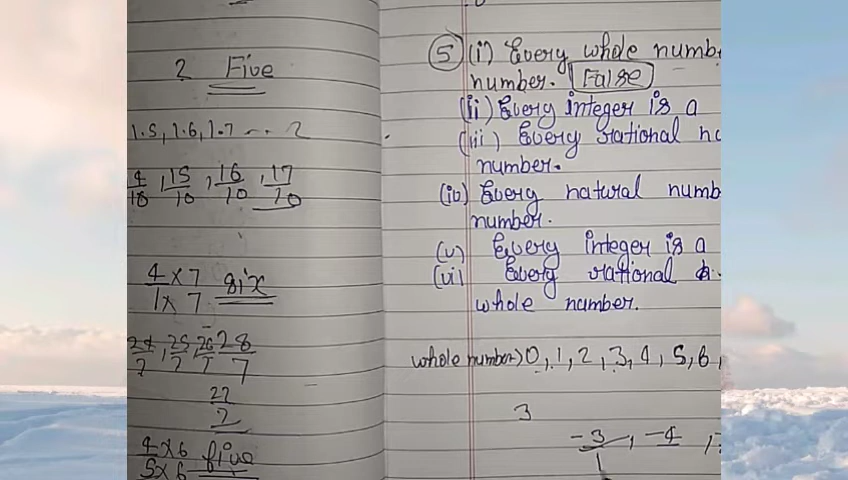 2 Five
1.5, 1.6, 1.7 ... 2
4/10, 15/10, 16/10, 17/10
4 x 7 / 1 x 7 six
24/7, 25/7, 26/7 28/7
27/7
4 x 6 / 5 x 6 five
(5) (i) Every whole numb
number. False
(ii) Every integer is a
(iii) Every rational
number.
(iv) Every natural numb
number.
(v) Every integer is a
(vi) Every rational
whole number.
whole number) 0, 1, 2, 3, 4, 5, 6,
3
-3/1, -4,